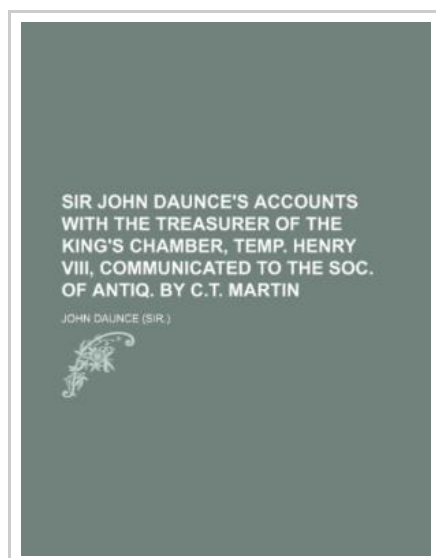 SIR JOHN DAUNCE'S ACCOUNTS
WITH THE TREASURER OF THE
KING'S CHAMBER, TEMP. HENRY
VIII, COMMUNICATED TO THE SOC.
OF ANTIQ. BY C.T. MARTIN
JOHN DAUNCE (SIR.)